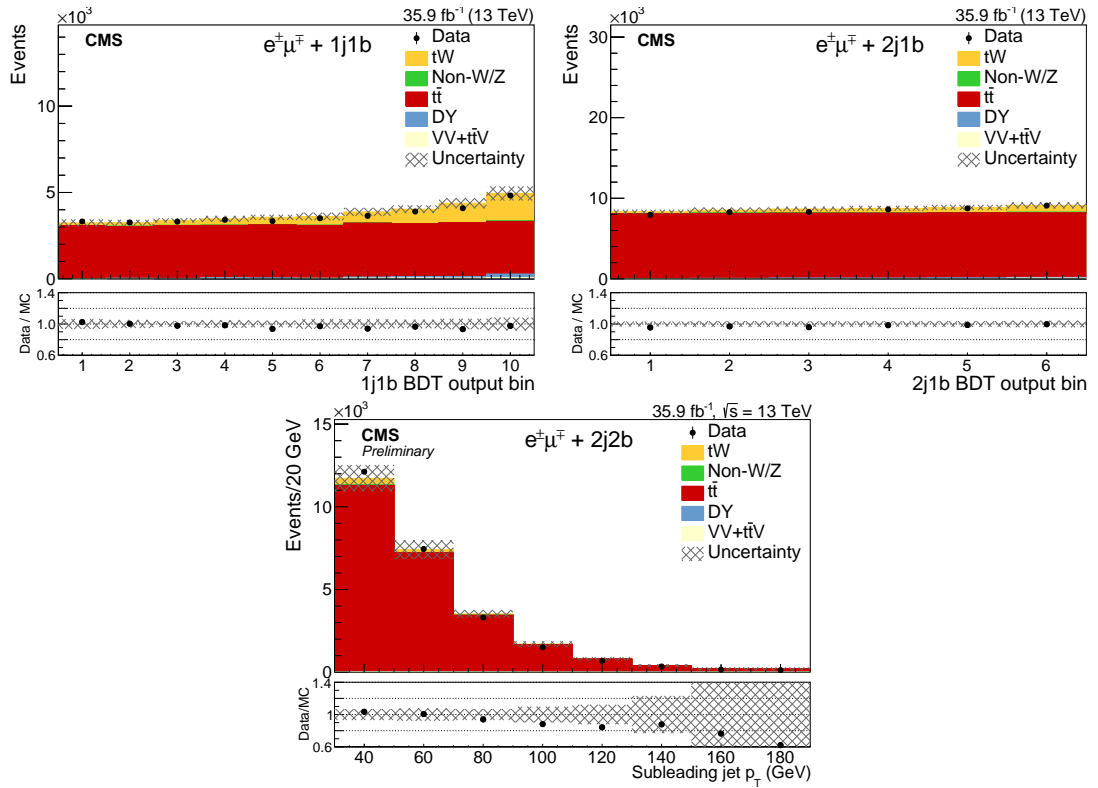 ×10³
35.9 fb⁻¹ (13 TeV)
CMS
e±μ∓ + 1j1b
Data
tW
Non-W/Z
tt̄
DY
VV+tt̄V
Uncertainty
Events
10
5
0
Data / MC
1.4
1.0
0.6
1 2 3 4 5 6 7 8 9 10
1j1b BDT output bin
×10³
35.9 fb⁻¹ (13 TeV)
CMS
e±μ∓ + 2j1b
Data
tW
Non-W/Z
tt̄
DY
VV+tt̄V
Uncertainty
Events
30
20
10
0
Data / MC
1.4
1.0
0.6
1 2 3 4 5 6
2j1b BDT output bin
×10³
35.9 fb⁻¹, √s = 13 TeV
CMS
Preliminary
e±μ∓ + 2j2b
Data
tW
Non-W/Z
tt̄
DY
VV+tt̄V
Uncertainty
Events/20 GeV
15
10
5
0
Data/MC
1.4
1
0.6
40 60 80 100 120 140 160 180
Subleading jet p_T (GeV)